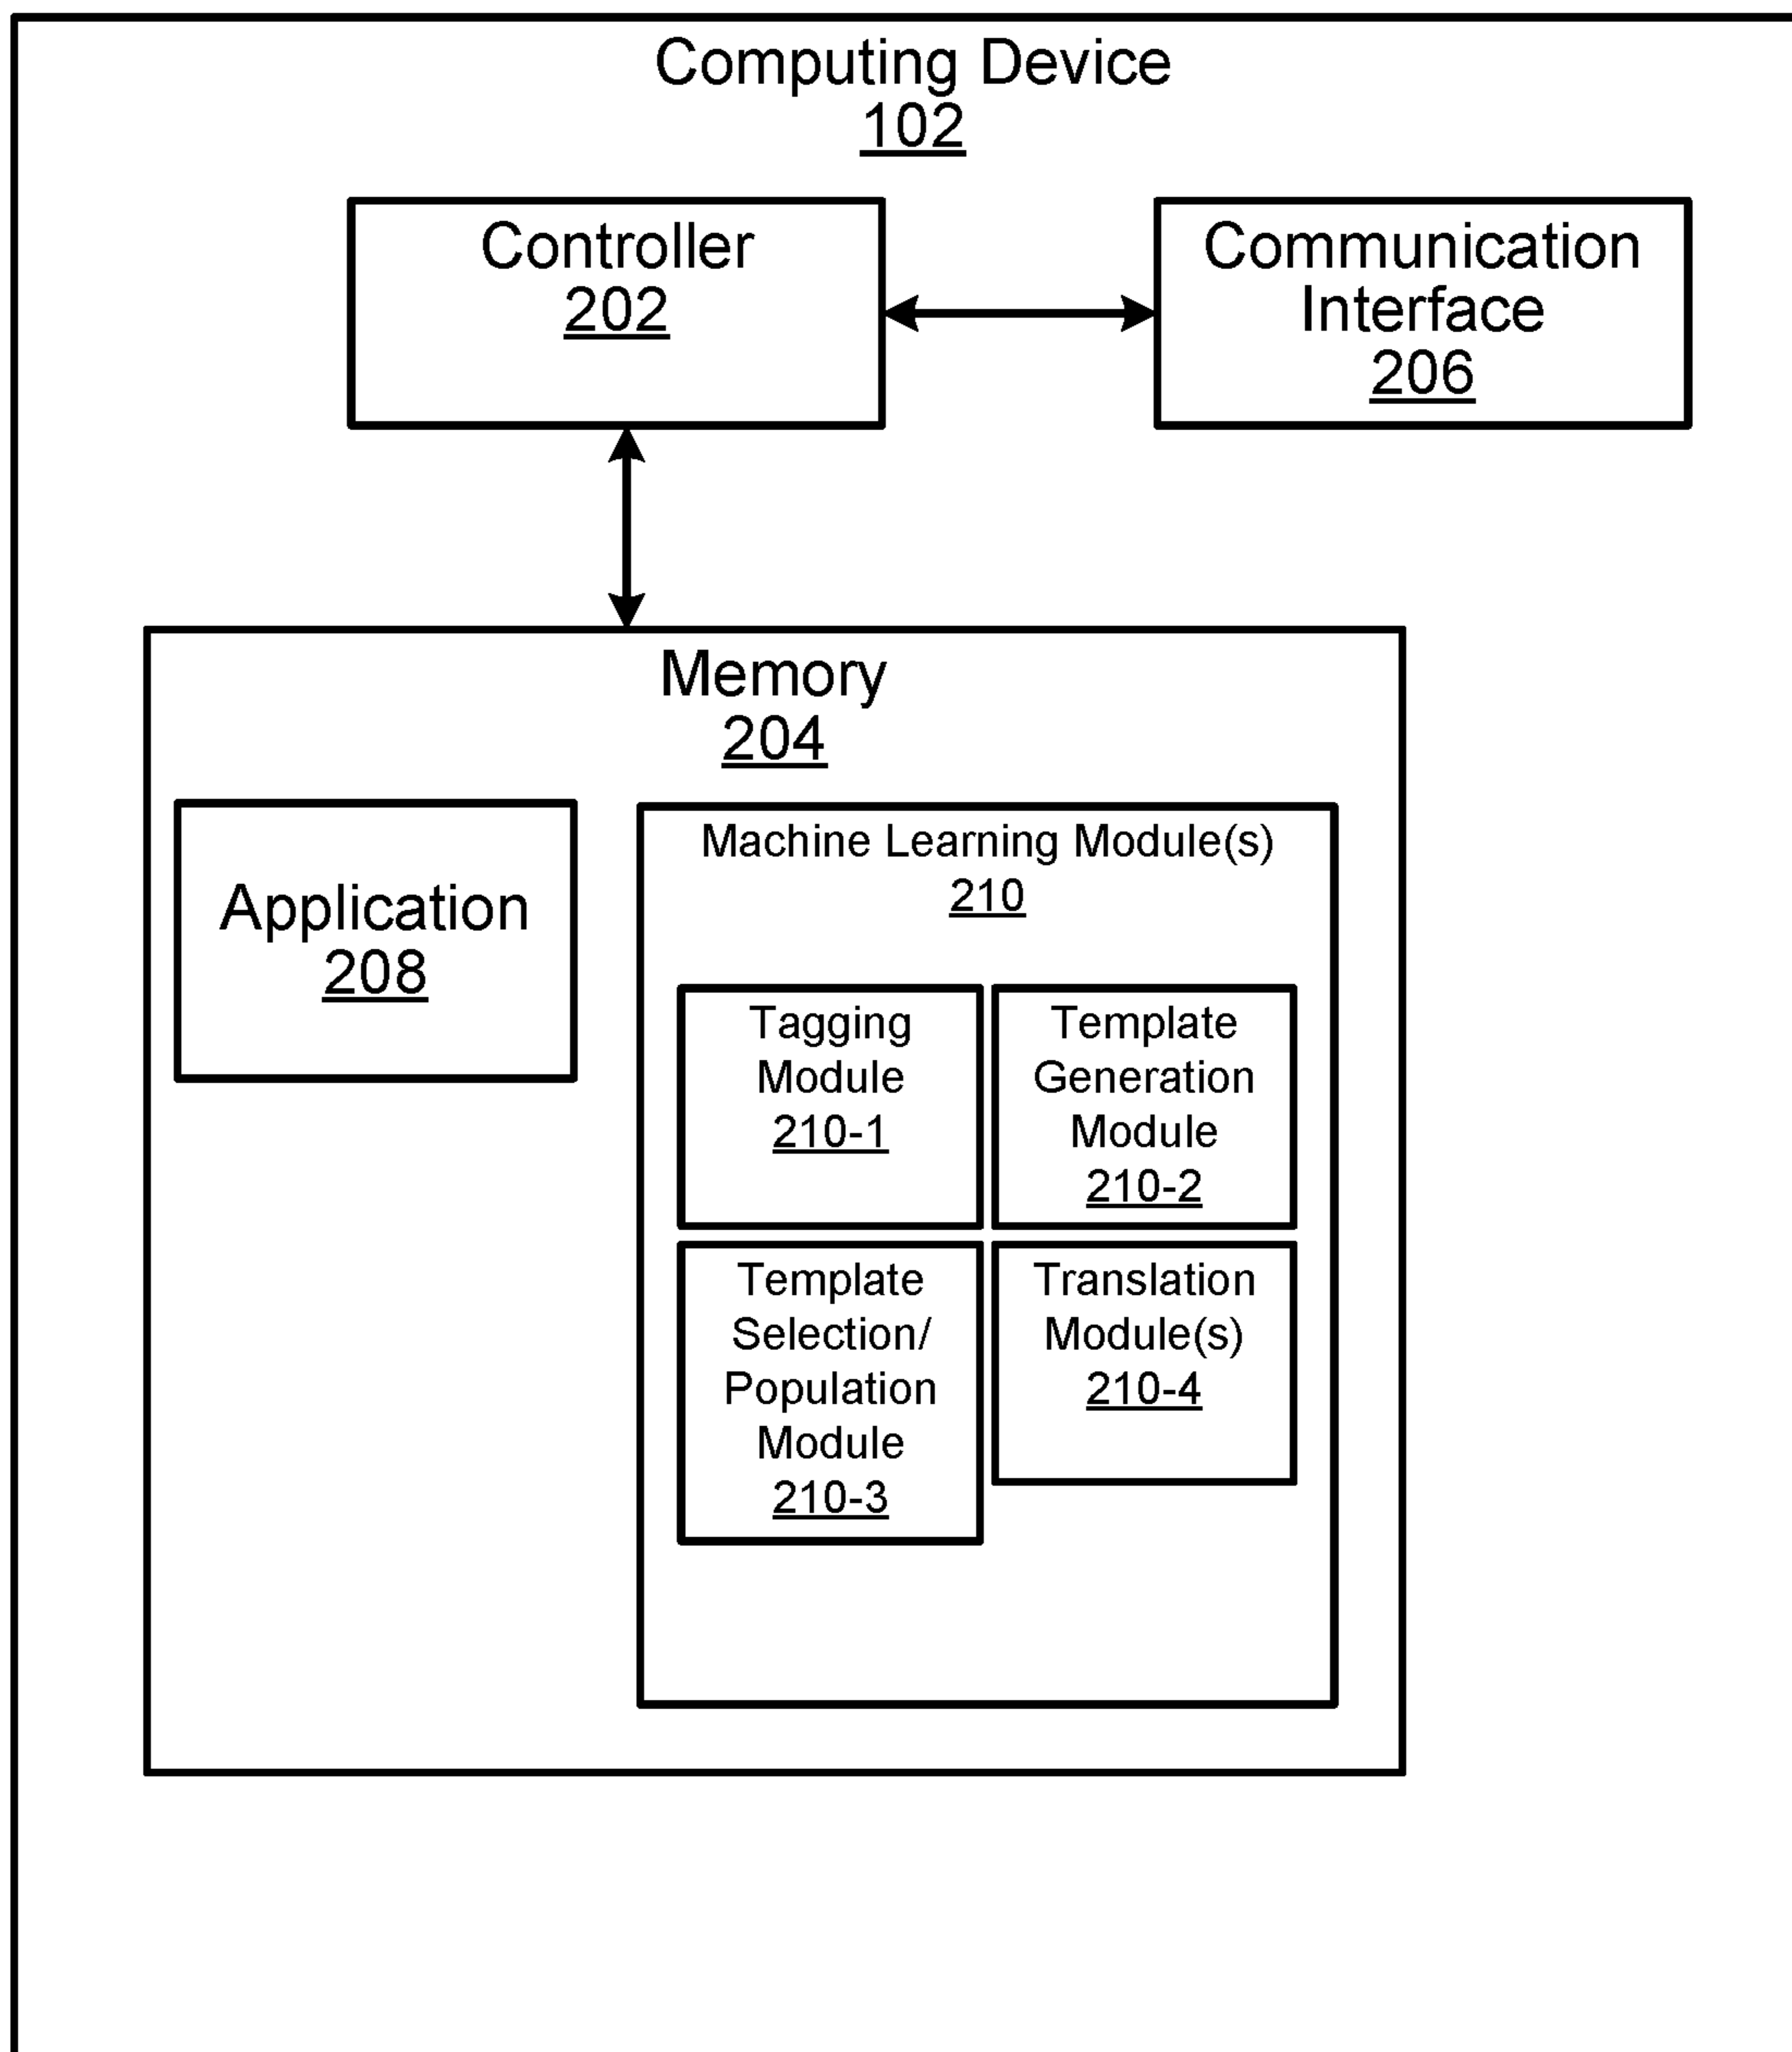 Computing Device
102
Controller
202
Communication
Interface
206
Memory
204
Application
208
Machine Learning Module(s)
210
Tagging
Module
210-1
Template
Generation
Module
210-2
Template
Selection/
Population
Module
210-3
Translation
Module(s)
210-4